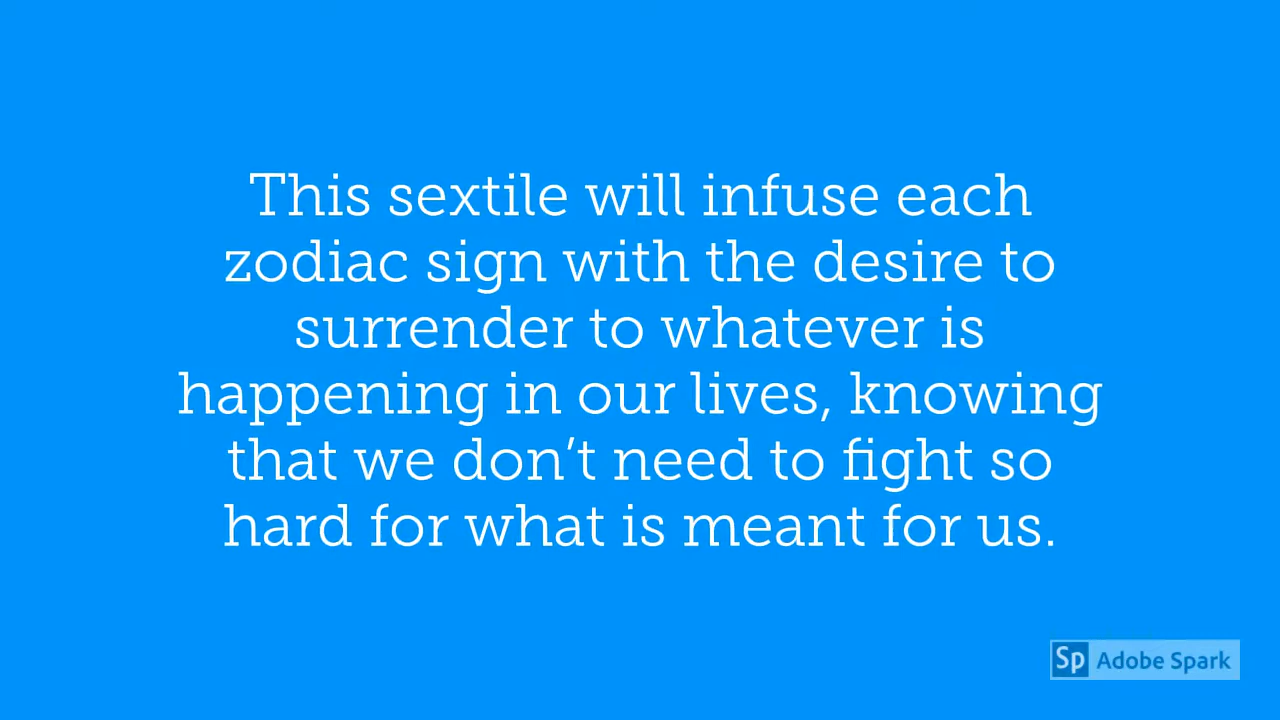 This sextile will infuse each
zodiac sign with the desire to
surrender to whatever is
happening in our lives, knowing
that we don’t need to fight so
hard for what is meant for us.
Sp Adobe Spark